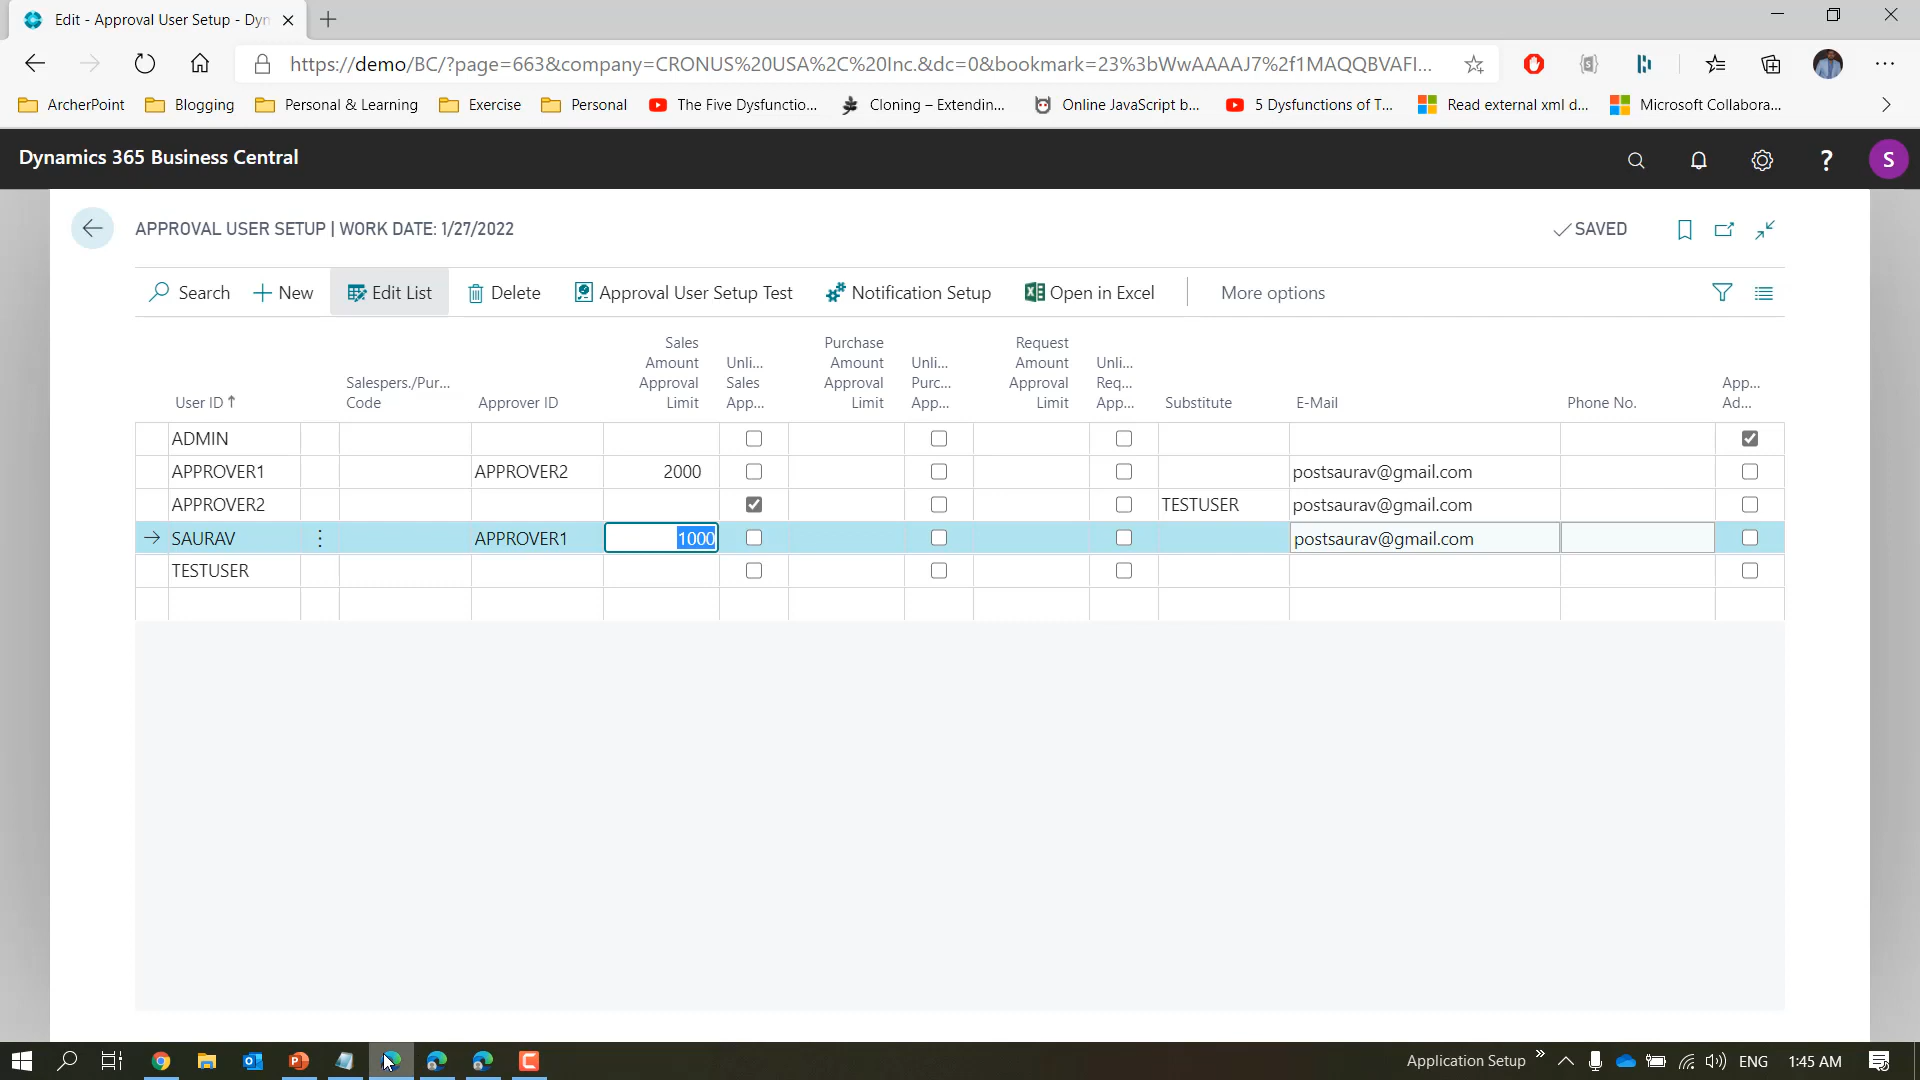 Edit - Approval User Setup - Dyn
https://demo/BC/?page=663&company=CRONUS%20USA%2C%20Inc.&dc=0&bookmark=23%3bWwAAAAJ7%2f1MAQQBVAFI...
ArcherPoint Blogging Personal & Learning Exercise Personal The Five Dysfunctio... Cloning – Extendin... Online JavaScript b... 5 Dysfunctions of T... Read external xml d... Microsoft Collabora...
Dynamics 365 Business Central
? S
APPROVAL USER SETUP | WORK DATE: 1/27/2022
SAVED
Search New Edit List Delete Approval User Setup Test Notification Setup Open in Excel More options
User ID Salespers./Pur... Code Approver ID Sales Amount Approval Limit Unli... Sales App... Purchase Amount Approval Limit Unli... Purc... App... Request Amount Approval Limit Unli... Req... App... Substitute E-Mail Phone No. App... Ad...
ADMIN
APPROVER1 APPROVER2 2000 postsaurav@gmail.com
APPROVER2 TESTUSER postsaurav@gmail.com
SAURAV APPROVER1 1000 postsaurav@gmail.com
TESTUSER
Application Setup ENG 1:45 AM